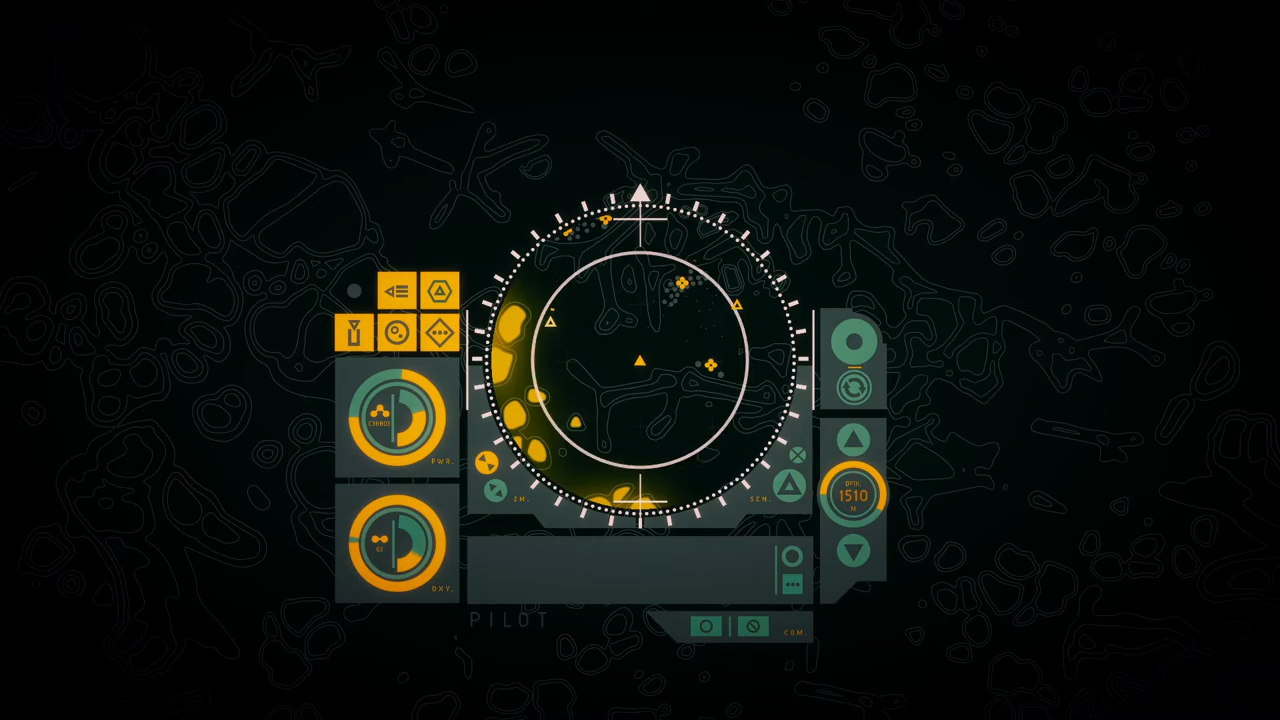 C3H8O3
PWR.
O2
OXY.
ZM.
SCH.
DPTH.
1510
M
PILOT
COM.